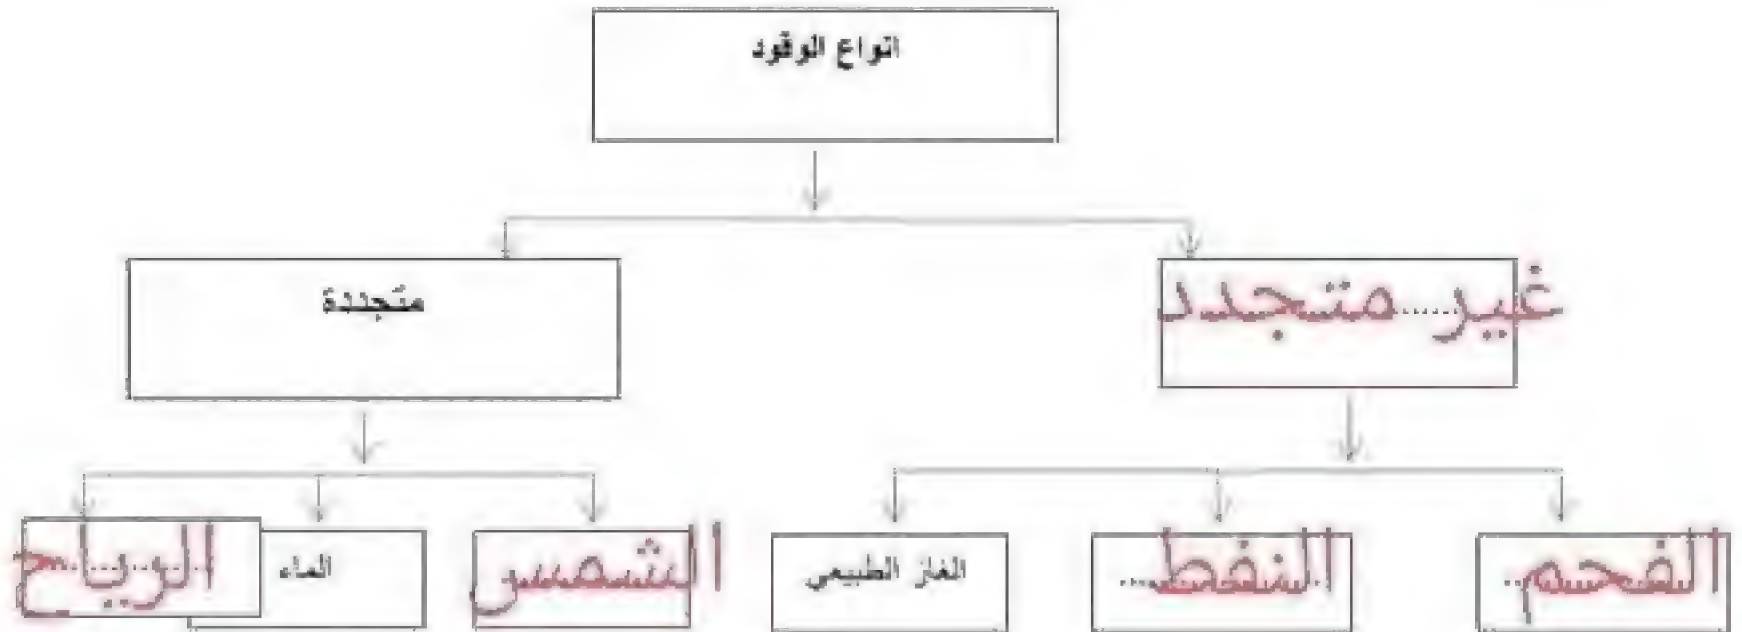 انواع الوقود
غير متجدد
متجددة
الفحم
النفط
الغاز الطبيعي
الشمس
الماء
الرياح